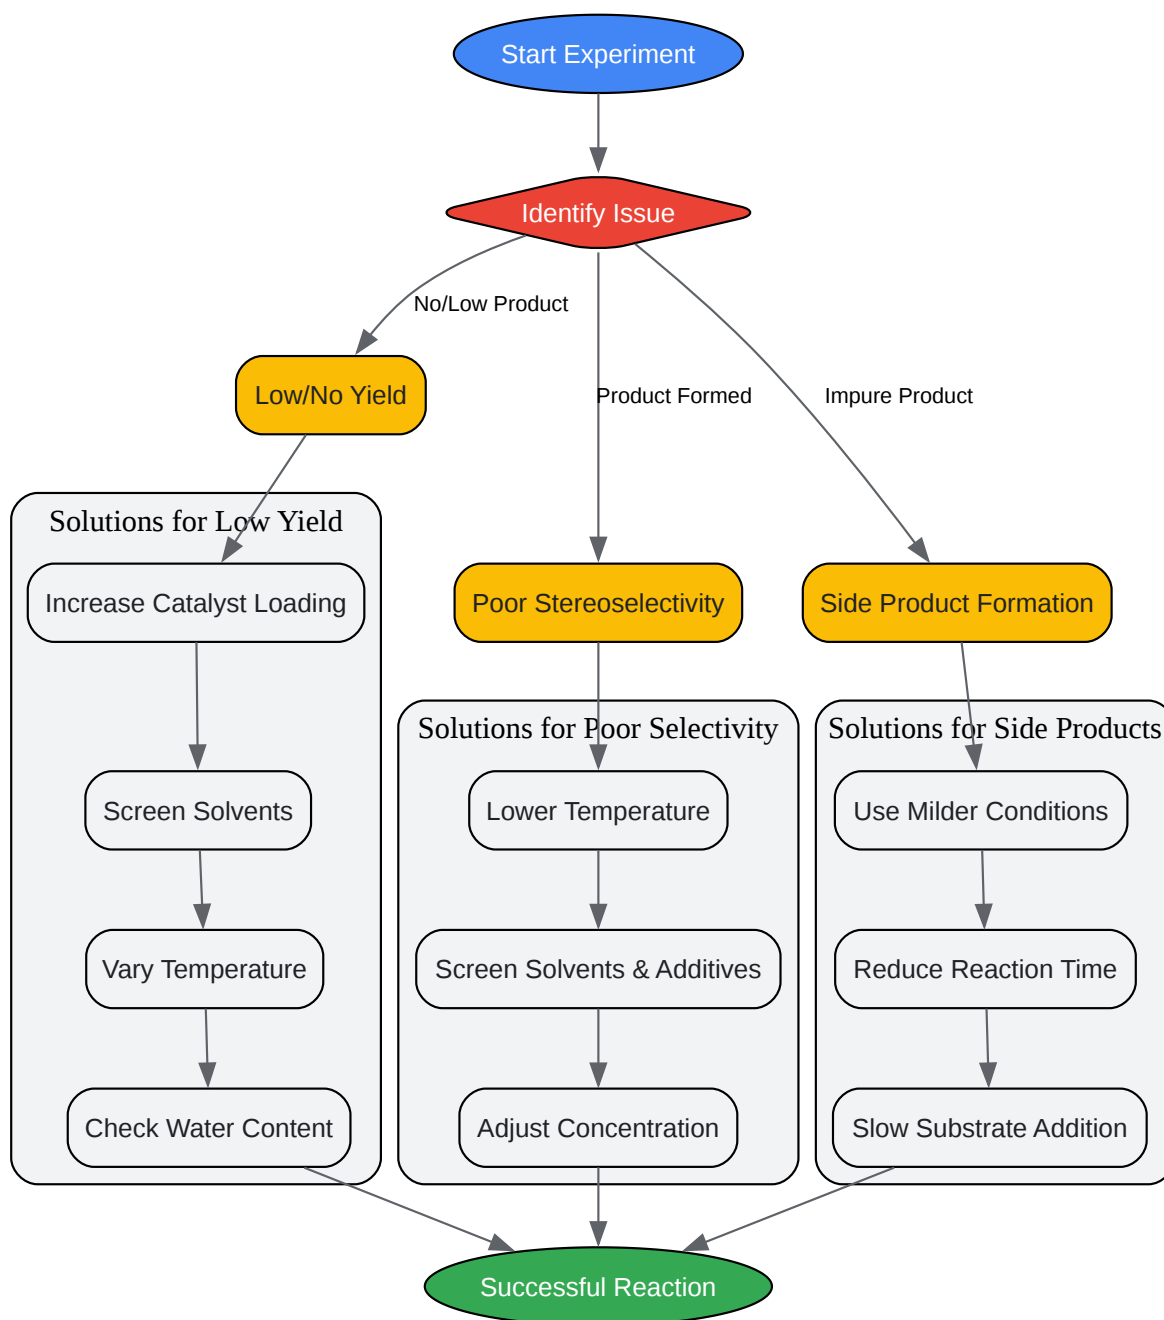 Start Experiment
Identify Issue
No/Low Product
Low/No Yield
Product Formed
Impure Product
Solutions for Low Yield
Increase Catalyst Loading
Poor Stereoselectivity
Side Product Formation
Solutions for Poor Selectivity
Solutions for Side Products
Screen Solvents
Lower Temperature
Use Milder Conditions
Vary Temperature
Screen Solvents & Additives
Reduce Reaction Time
Check Water Content
Adjust Concentration
Slow Substrate Addition
Successful Reaction